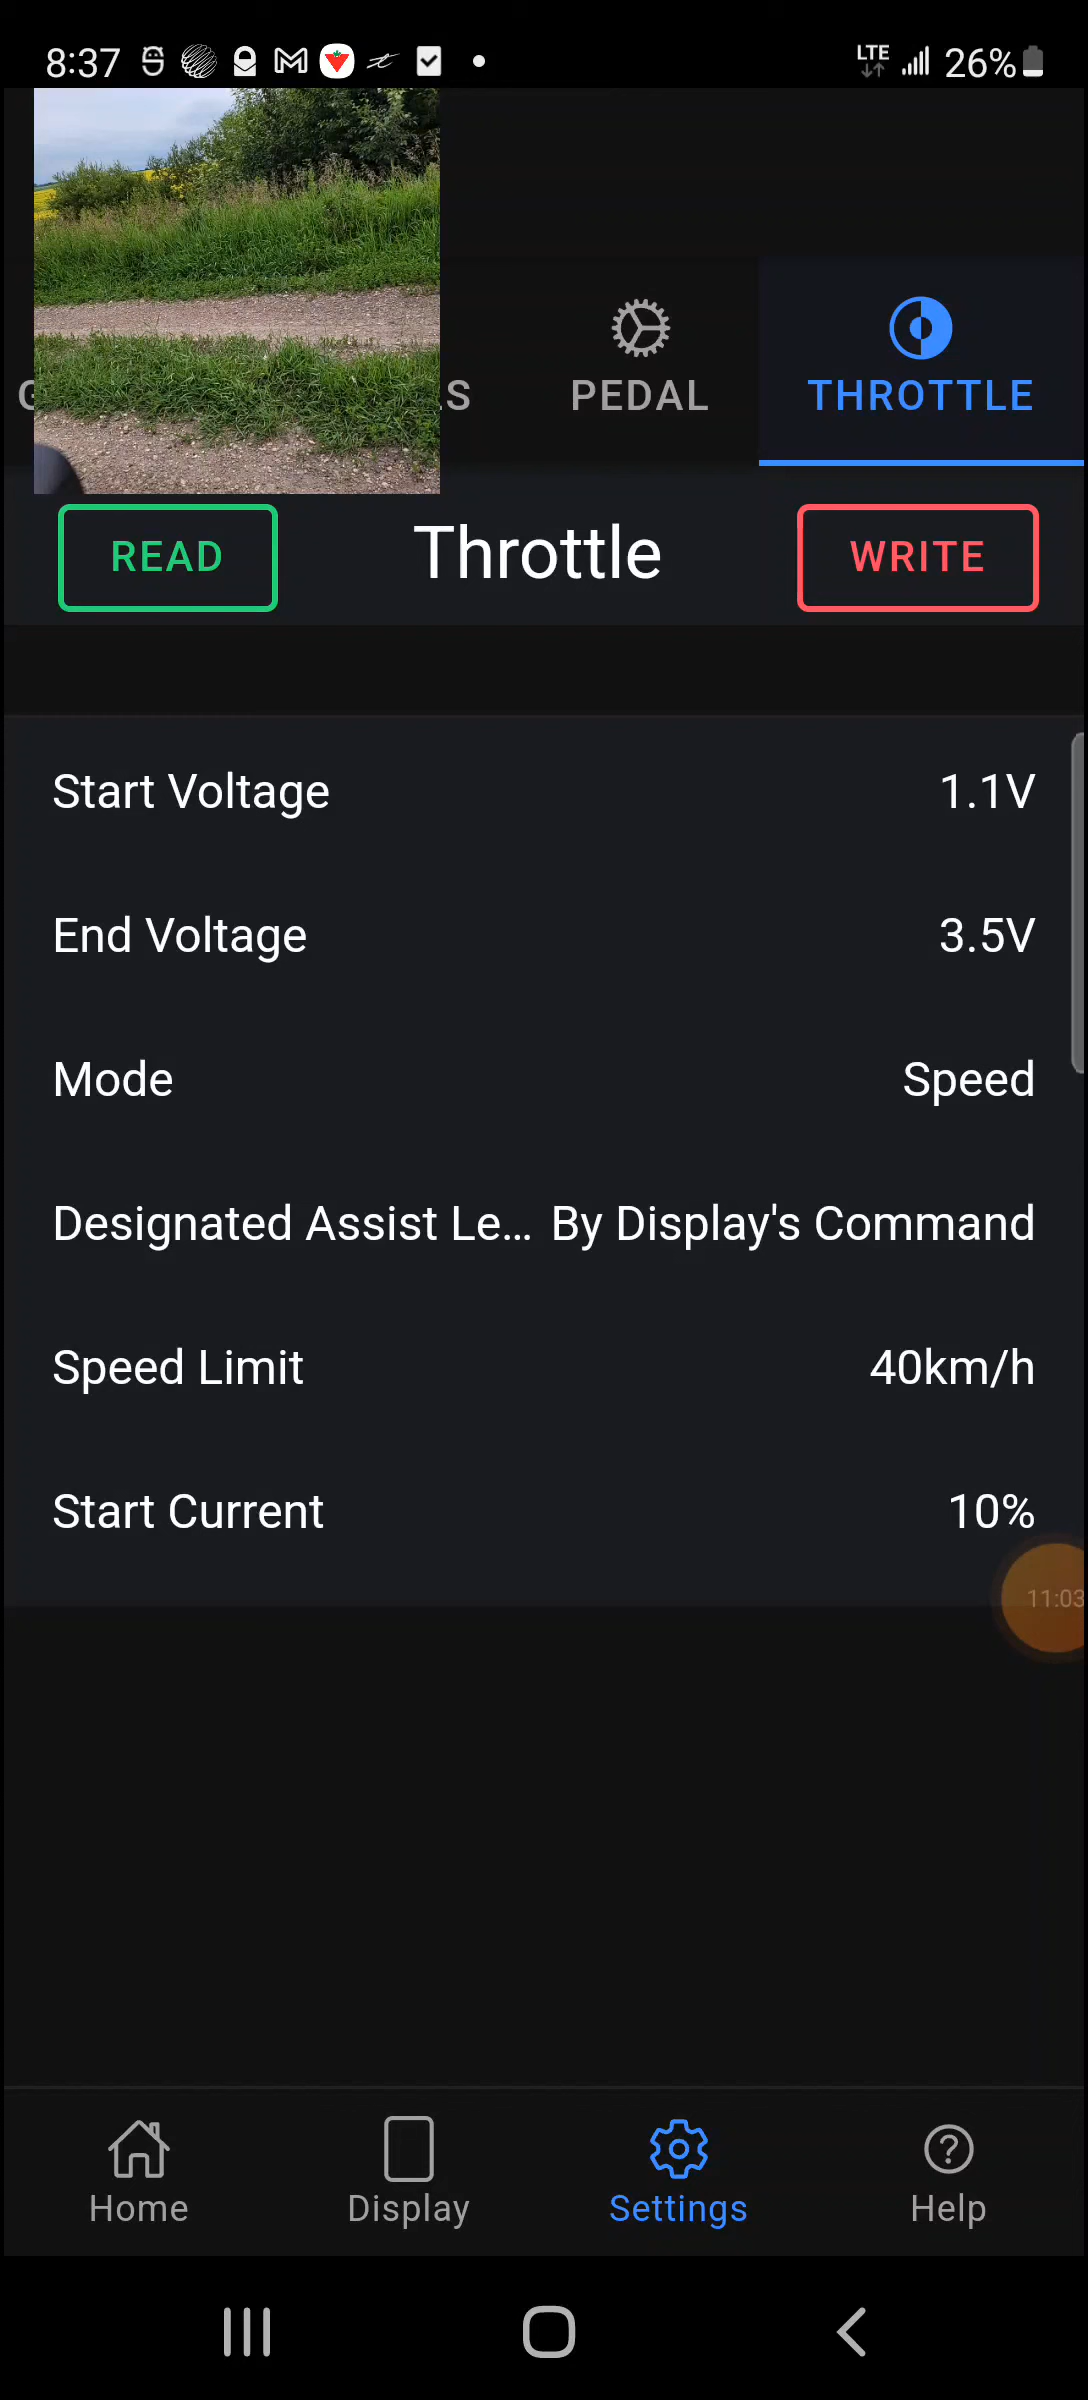 8:37 LTE 26%
G LS PEDAL THROTTLE
READ Throttle WRITE
Start Voltage 1.1V
End Voltage 3.5V
Mode Speed
Designated Assist Le... By Display's Command
Speed Limit 40km/h
Start Current 10%
11:03
Home Display Settings Help